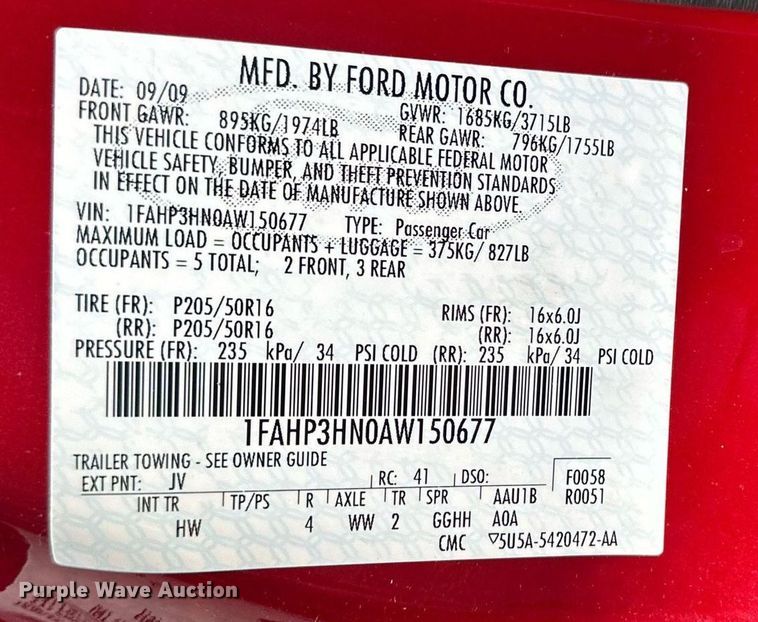 MFD. BY FORD MOTOR CO.
DATE: 09/09 GVWR: 1685KG/3715LB
FRONT GAWR: 895KG/1974LB REAR GAWR: 796KG/1755LB
THIS VEHICLE CONFORMS TO ALL APPLICABLE FEDERAL MOTOR
VEHICLE SAFETY, BUMPER, AND THEFT PREVENTION STANDARDS
IN EFFECT ON THE DATE OF MANUFACTURE SHOWN ABOVE.
VIN: 1FAHP3HN0AW150677 TYPE: Passenger Car
MAXIMUM LOAD = OCCUPANTS + LUGGAGE = 375KG/ 827LB
OCCUPANTS = 5 TOTAL; 2 FRONT, 3 REAR
TIRE (FR): P205/50R16 RIMS (FR): 16x6.0J
(RR): P205/50R16 (RR): 16x6.0J
PRESSURE (FR): 235 kPa/ 34 PSI COLD (RR): 235 kPa/ 34 PSI COLD
1FAHP3HN0AW150677
TRAILER TOWING - SEE OWNER GUIDE
EXT PNT: JV RC: 41 DSO: F0058
INT TR TP/PS R AXLE TR SPR AAU1B R0051
HW 4 WW 2 GGHH A0A
CMC ▽5U5A-5420472-AA
Purple Wave Auction